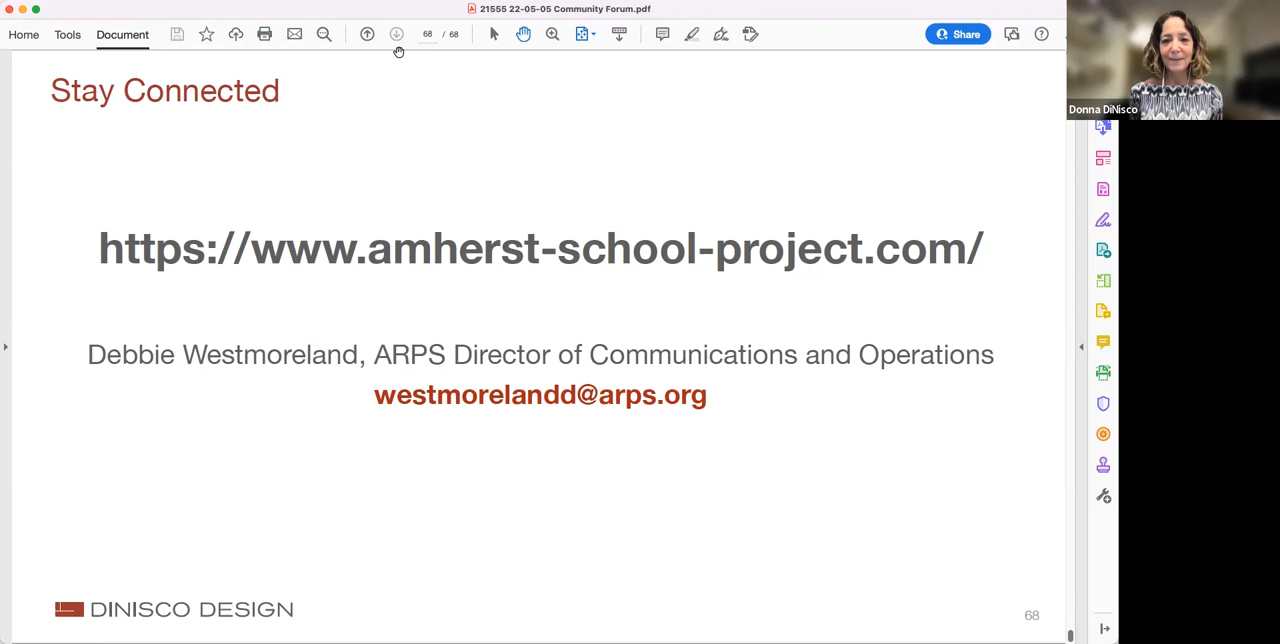 21555 22-05-05 Community Forum.pdf
Home Tools Document 68 / 68 Share
Donna DiNisco
Stay Connected
https://www.amherst-school-project.com/
Debbie Westmoreland, ARPS Director of Communications and Operations
westmorelandd@arps.org
DINISCO DESIGN
68